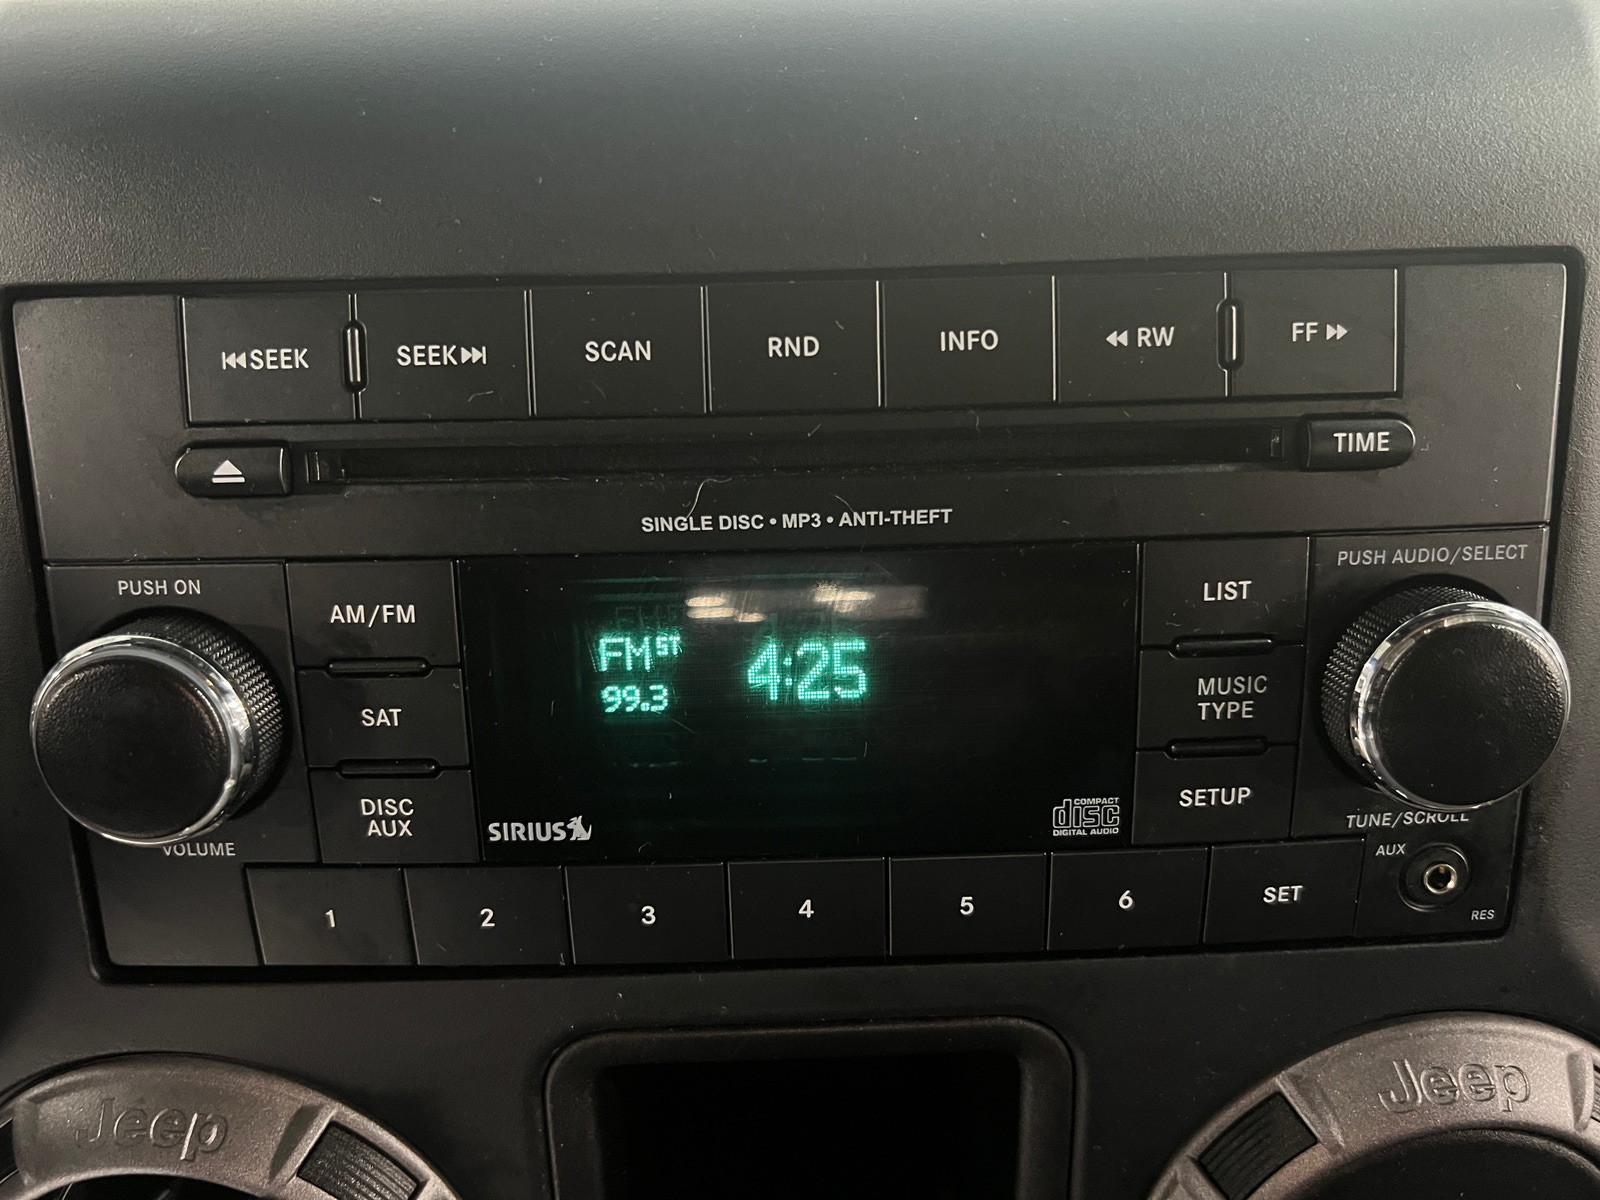 SEEK
SEEK
SCAN
RND
INFO
RW
FF
TIME
SINGLE DISC • MP3 • ANTI-THEFT
PUSH ON
VOLUME
AM/FM
SAT
DISC
AUX
FM ST
99.3
4:25
SIRIUS
COMPACT
disc
DIGITAL AUDIO
LIST
MUSIC
TYPE
SETUP
PUSH AUDIO/SELECT
TUNE/SCROLL
AUX
RES
1
2
3
4
5
6
SET
Jeep
Jeep